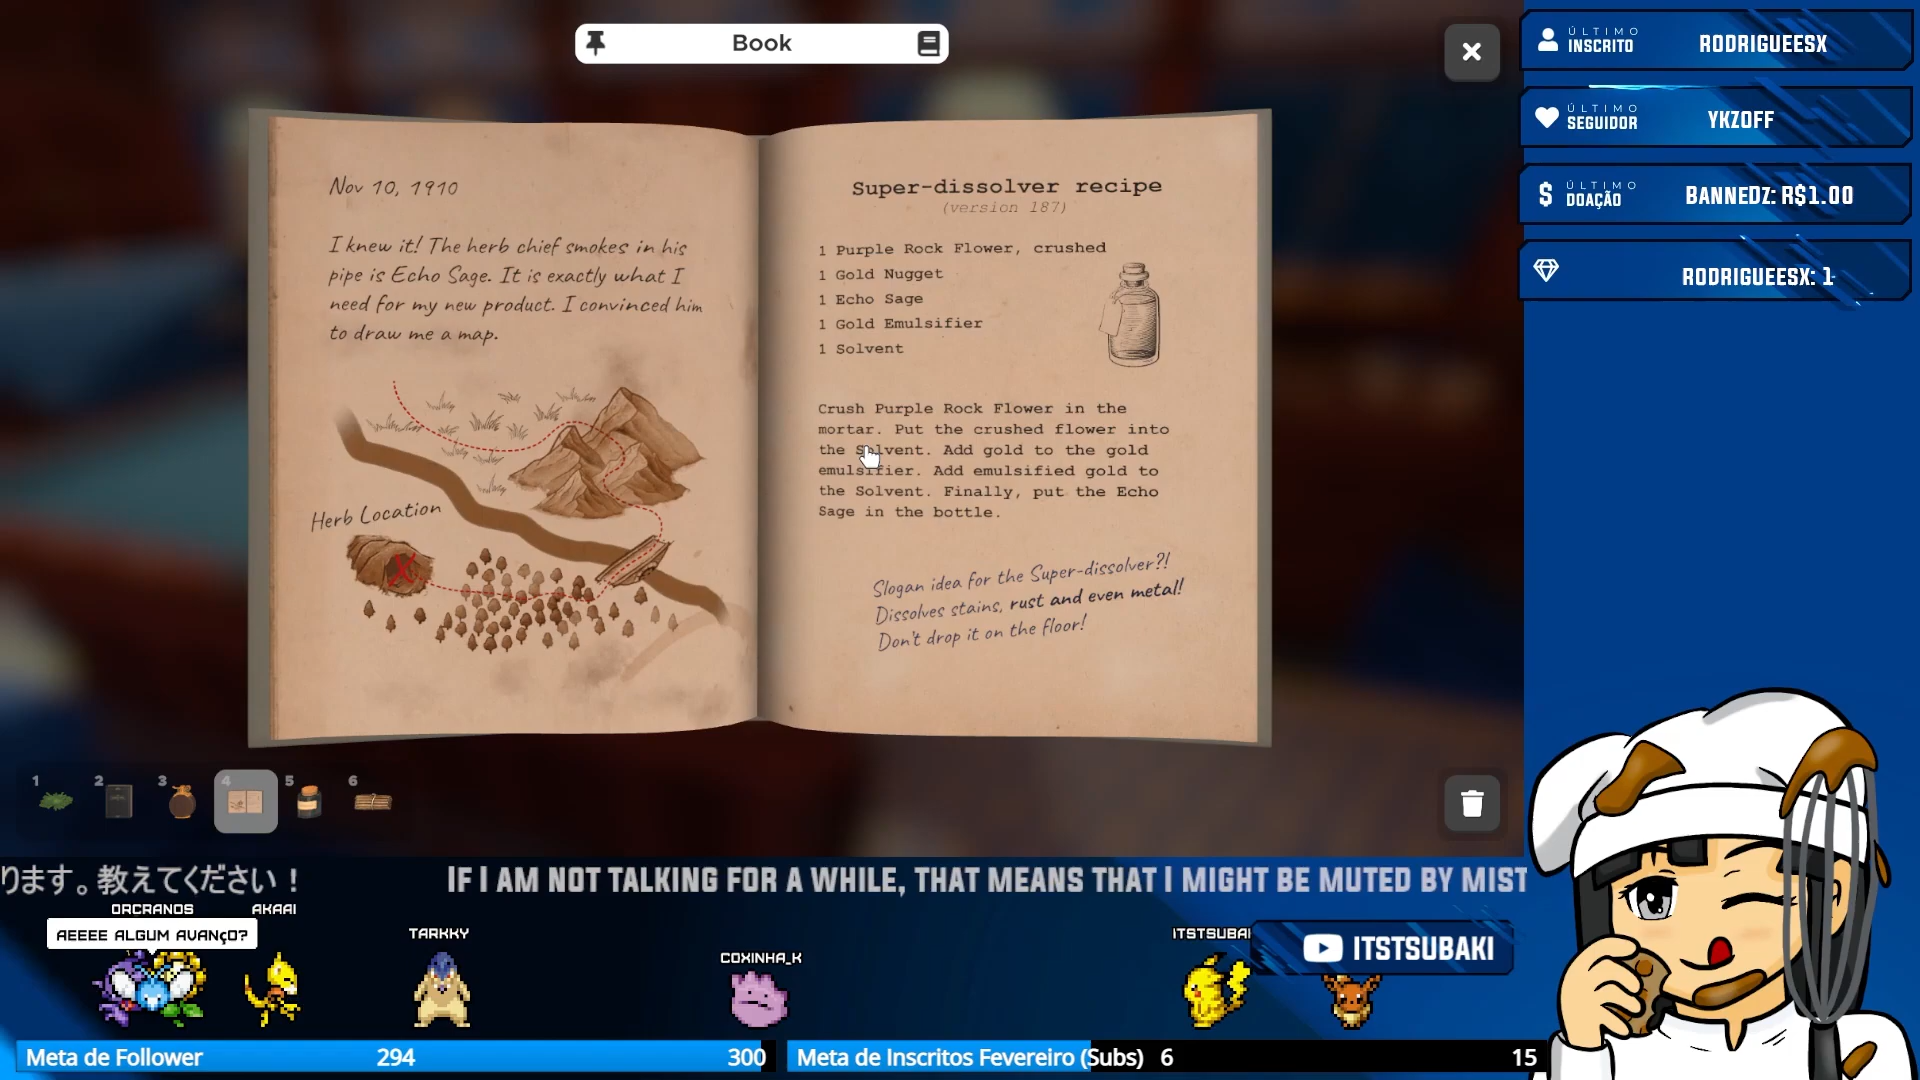 Book
Nov 10, 1910
I knew it! The herb chief smokes in his
pipe is Echo Sage. It is exactly what I
need for my new product. I convinced him
to draw me a map.
Herb Location
Super-dissolver recipe
(version 187)
1 Purple Rock Flower, crushed
1 Gold Nugget
1 Echo Sage
1 Gold Emulsifier
1 Solvent
Crush Purple Rock Flower in the
mortar. Put the crushed flower into
the Solvent. Add gold to the gold
emulsifier. Add emulsified gold to
the Solvent. Finally, put the Echo
Sage in the bottle.
Slogan idea for the Super-dissolver?!
Dissolves stains, rust and even metal!
Don't drop it on the floor!
1 2 3 4 5 6
ÚLTIMO
INSCRITO RODRIGUEESX
ÚLTIMO
SEGUIDOR YKZOFF
$ ÚLTIMO
DOAÇÃO BANNEDZ: R$1.00
RODRIGUEESX: 1
ります。教えてください！ IF I AM NOT TALKING FOR A WHILE, THAT MEANS THAT I MIGHT BE MUTED BY MIST
ORCRANOS AKAAI
AEEEE ALGUM AVANçO?
TARKKY
COXINHA_K
ITSTSUBAI
ITSTSUBAKI
Meta de Follower 294 300
Meta de Inscritos Fevereiro (Subs) 6 15